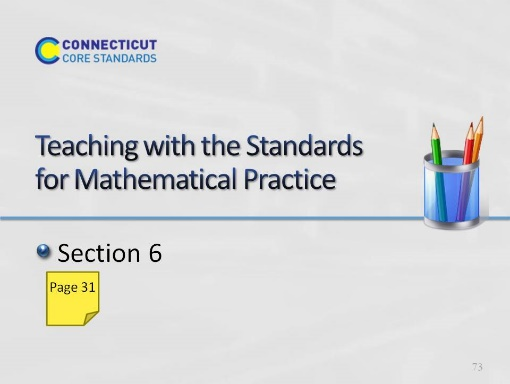 CONNECTICUT
CORE STANDARDS
Teaching with the Standards
for Mathematical Practice
Section 6
Page 31
73